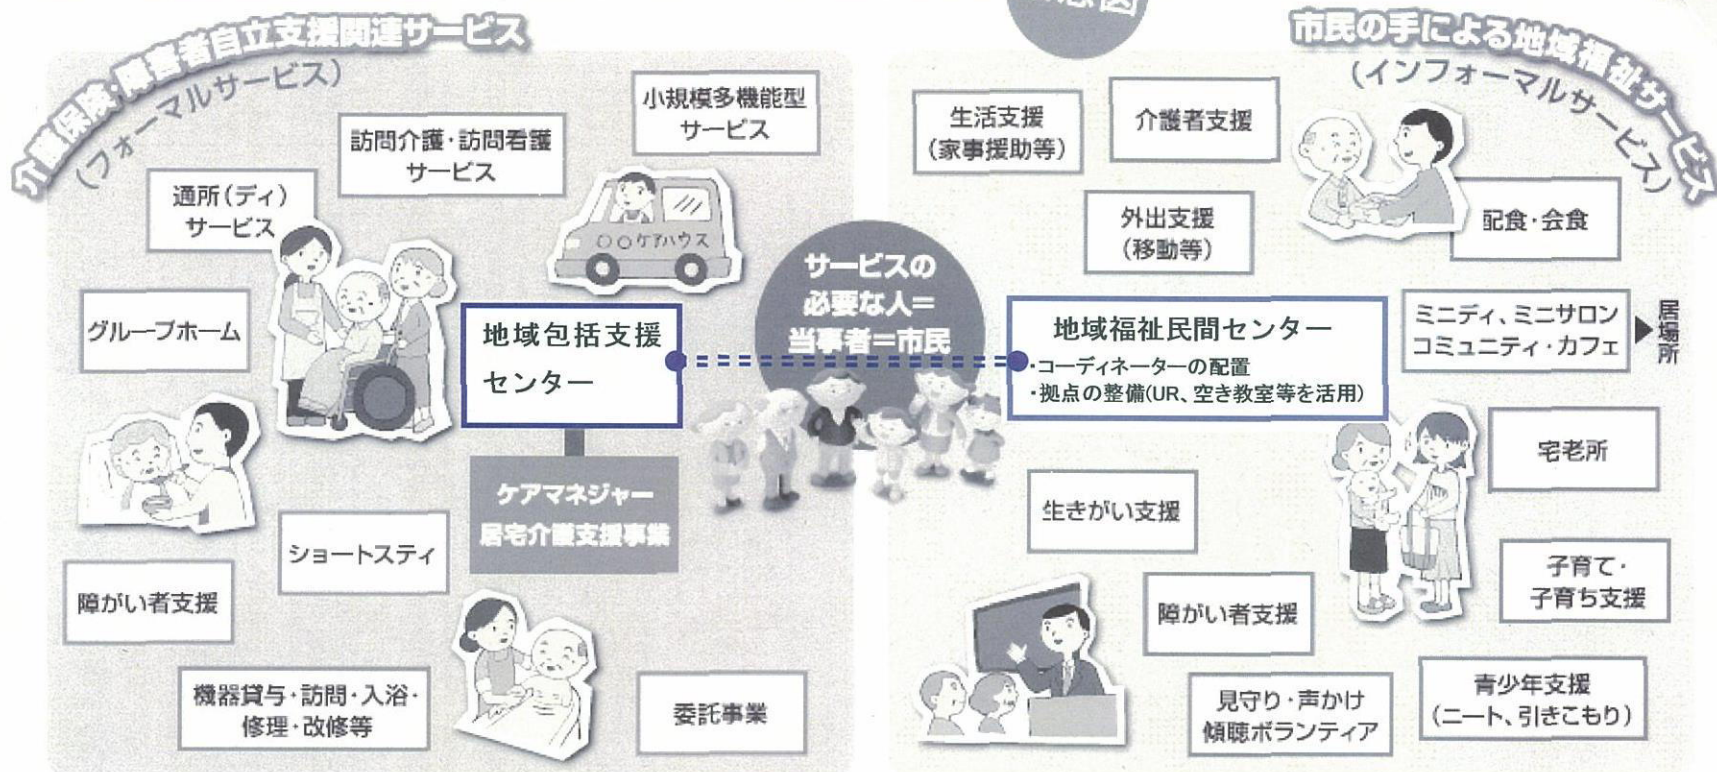 介護保険・障害者自立支援関連サービス
(フォーマルサービス)
小規模多機能型
サービス
訪問介護・訪問看護
サービス
通所(ディ)
サービス
〇〇ケアハウス
グループホーム
地域包括支援
センター
ケアマネジャー
居宅介護支援事業
ショートスティ
障がい者支援
機器貸与・訪問・入浴・
修理・改修等
委託事業
サービスの
必要な人=
当事者=市民
市民の手による地域福祉サービス
(インフォーマルサービス)
生活支援
(家事援助等)
介護者支援
外出支援
(移動等)
配食・会食
地域福祉民間センター
・コーディネーターの配置
・拠点の整備(UR、空き教室等を活用)
ミニディ、ミニサロン
コミュニティ・カフェ
居場所
宅老所
生きがい支援
子育て・
子育ち支援
障がい者支援
見守り・声かけ
傾聴ボランティア
青少年支援
(ニート、引きこもり)